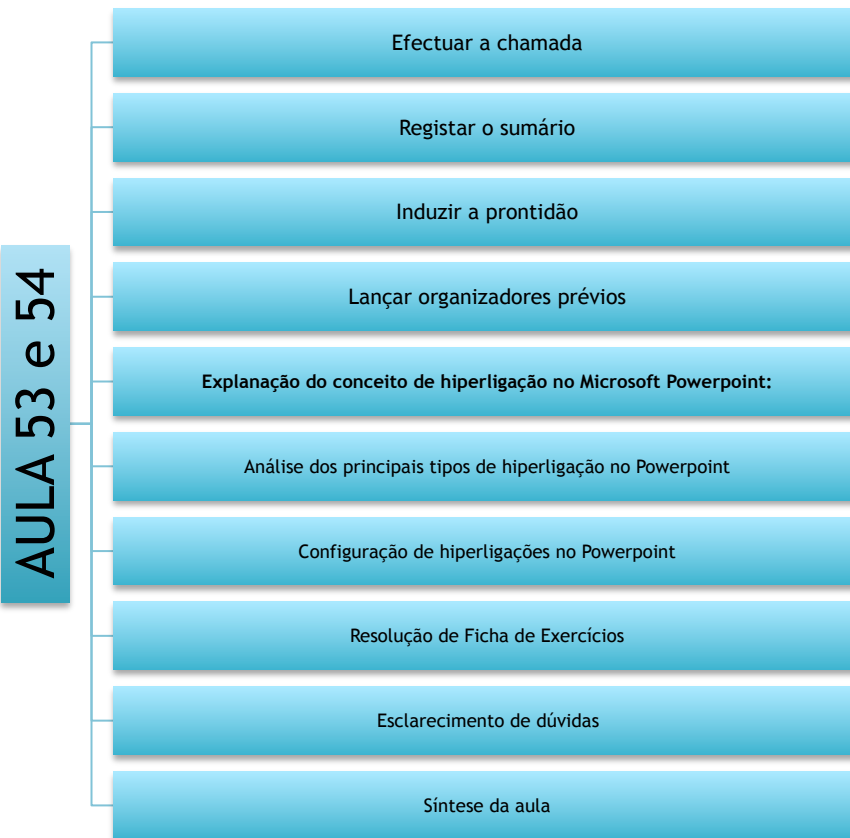 AULA 53 e 54
Efectuar a chamada
Registar o sumário
Induzir a prontidão
Lançar organizadores prévios
Explanação do conceito de hiperligação no Microsoft Powerpoint:
Análise dos principais tipos de hiperligação no Powerpoint
Configuração de hiperligações no Powerpoint
Resolução de Ficha de Exercícios
Esclarecimento de dúvidas
Síntese da aula